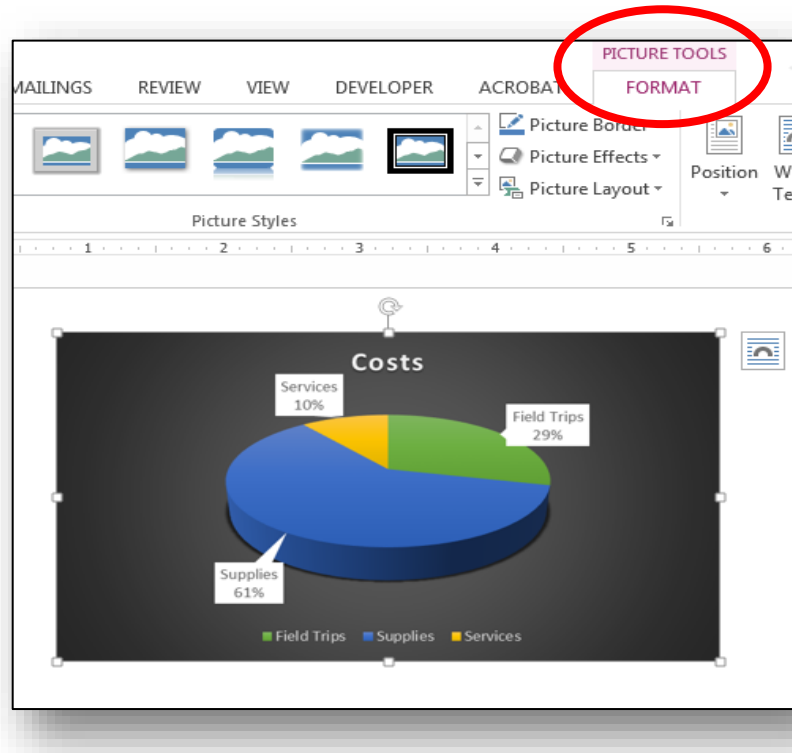 PICTURE TOOLS
MAILINGS REVIEW VIEW DEVELOPER ACROBAT FORMAT
Picture Border
Picture Effects
Position
Picture Layout
Picture Styles
1 2 3 4 5 6
Costs
Services
10%
Field Trips
29%
Supplies
61%
Field Trips Supplies Services